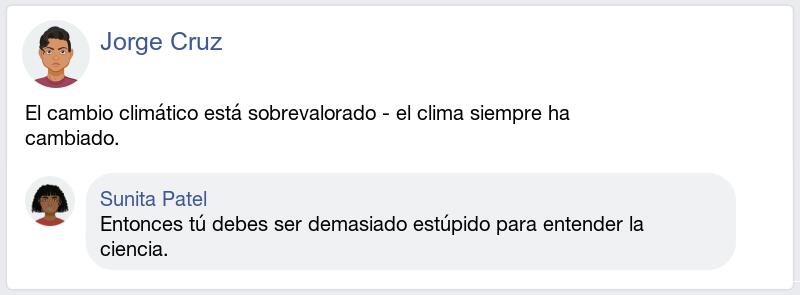 Jorge Cruz
El cambio climático está sobrevalorado - el clima siempre ha
cambiado.
Sunita Patel
Entonces tú debes ser demasiado estúpido para entender la
ciencia.